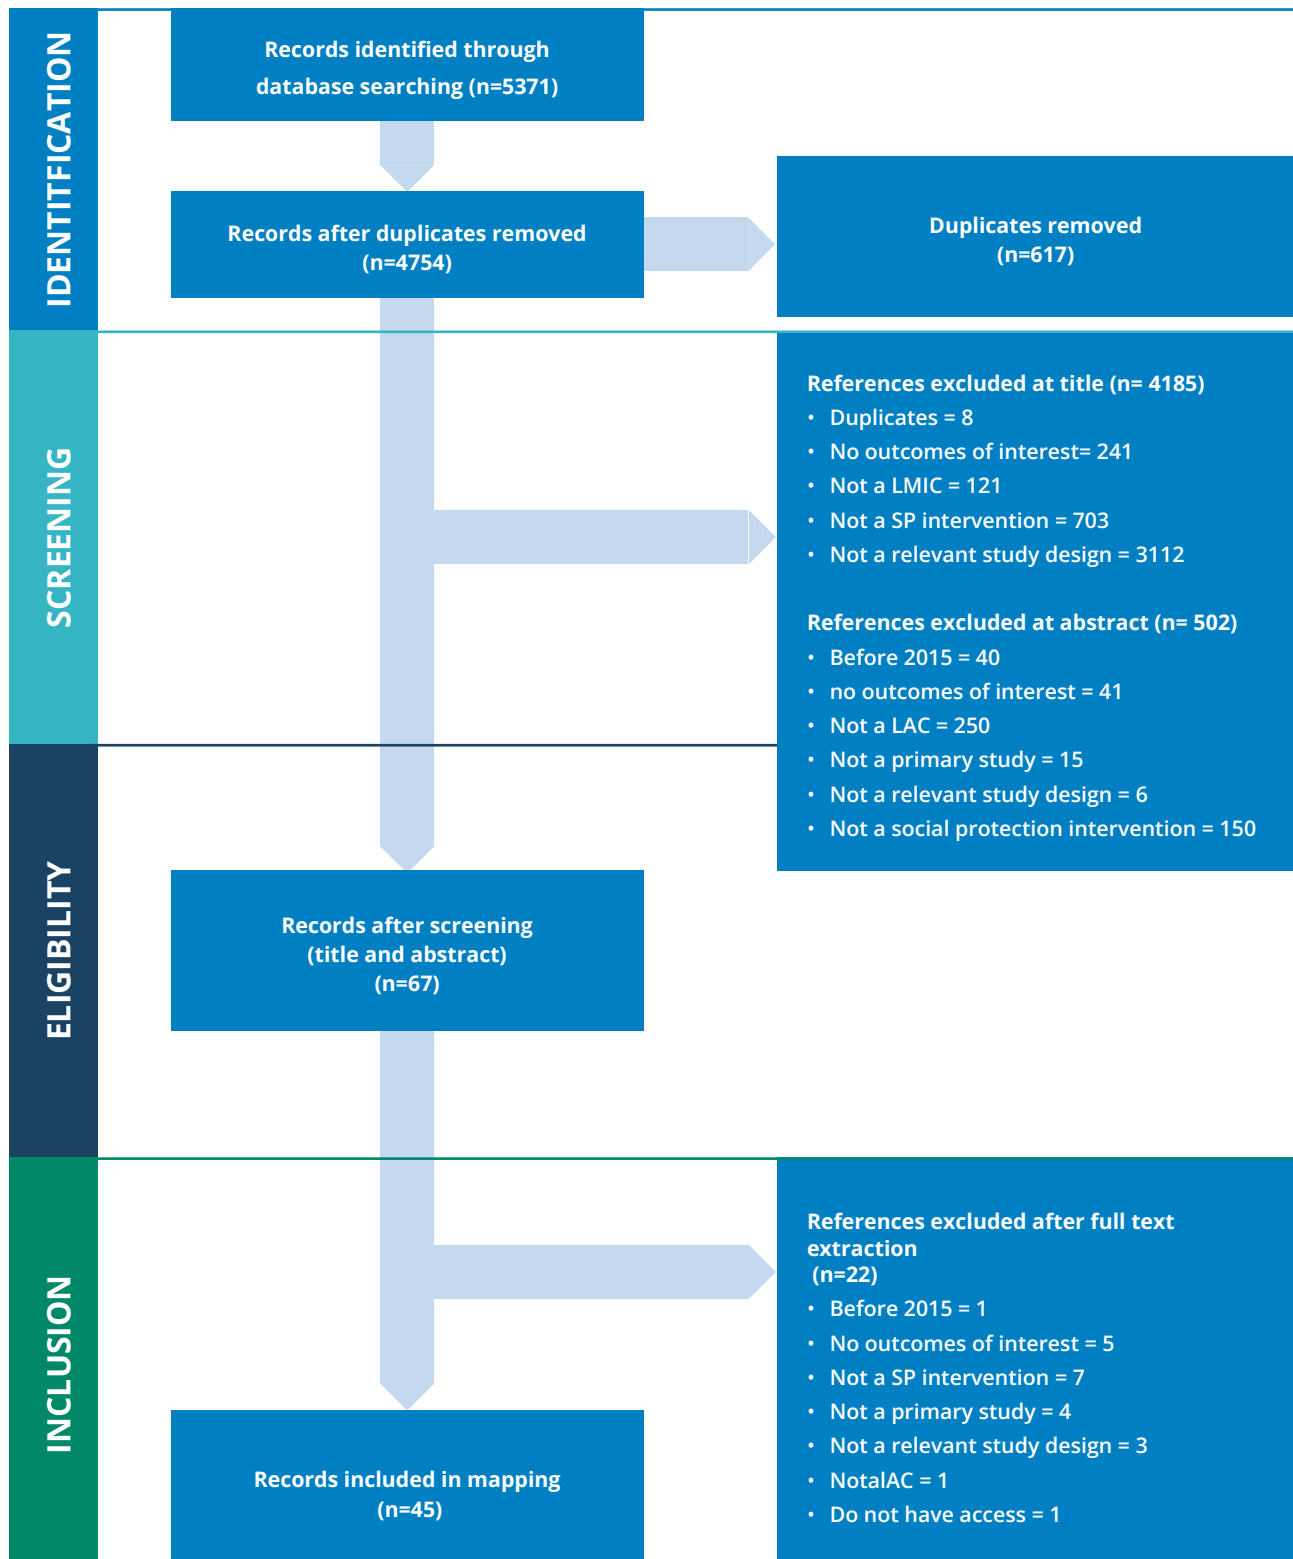 IDENTITFICATION
Records identified through
database searching (n=5371)
Records after duplicates removed
(n=4754)
Duplicates removed
(n=617)
SCREENING
References excluded at title (n= 4185)
• Duplicates = 8
• No outcomes of interest= 241
• Not a LMIC = 121
• Not a SP intervention = 703
• Not a relevant study design = 3112
References excluded at abstract (n= 502)
• Before 2015 = 40
• no outcomes of interest = 41
• Not a LAC = 250
• Not a primary study = 15
• Not a relevant study design = 6
• Not a social protection intervention = 150
ELIGIBILITY
Records after screening
(title and abstract)
(n=67)
INCLUSION
References excluded after full text
extraction
(n=22)
• Before 2015 = 1
• No outcomes of interest = 5
• Not a SP intervention = 7
• Not a primary study = 4
• Not a relevant study design = 3
• NotalAC = 1
• Do not have access = 1
Records included in mapping
(n=45)